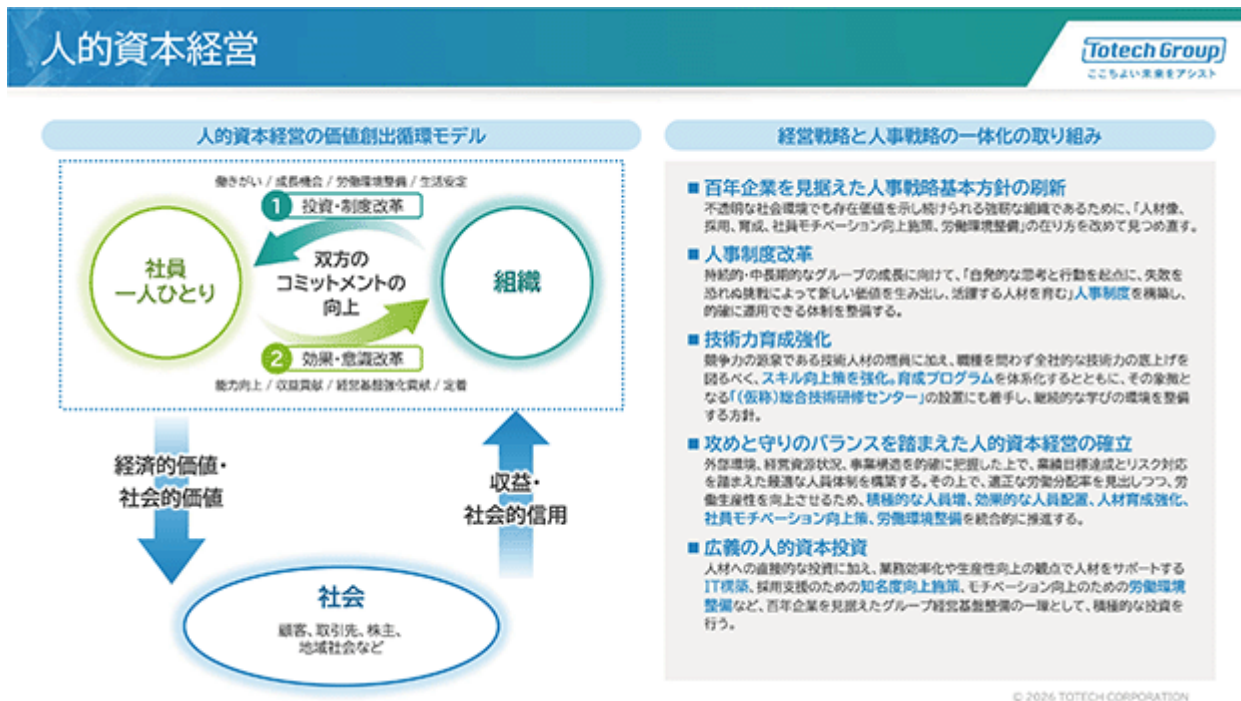 人的資本経営
Totech Group
ここちよい未来をアシスト
人的資本経営の価値創出循環モデル
働きがい / 成長機会 / 労働環境整備 / 生活安定
1 投資・制度改革
社員
一人ひとり
双方の
コミットメントの
向上
組織
2 効果・意識改革
能力向上 / 収益貢献 / 経営基盤強化貢献 / 定着
経済的価値・
社会的価値
収益・
社会的信用
社会
顧客、取引先、株主、
地域社会など
経営戦略と人事戦略の一体化の取り組み
■ 百年企業を見据えた人事戦略基本方針の刷新
不透明な社会環境でも存在価値を示し続けられる強靭な組織であるために、「人材像、
採用、育成、社員モチベーション向上施策、労働環境整備」の在り方を改めて見つめ直す。
■ 人事制度改革
持続的・中長期的なグループの成長に向けて、「自発的な思考と行動を起点に、失敗を
恐れぬ挑戦によって新しい価値を生み出し、活躍する人材を育む」人事制度を構築し、
的確に運用できる体制を整備する。
■ 技術力育成強化
競争力の源泉である技術人材の増員に加え、職種を問わず全社的な技術力の底上げを
図るべく、スキル向上策を強化。育成プログラムを体系化するとともに、その象徴と
なる「(仮称)総合技術研修センター」の設置にも着手し、継続的な学びの環境を整備
する方針。
■ 攻めと守りのバランスを踏まえた人的資本経営の確立
外部環境、経営資源状況、事業構造を的確に把握した上で、業績目標達成とリスク対応
を踏まえた最適な人員体制を構築する。その上で、適正な労働分配率を見出しつつ、労
働生産性を向上させるため、積極的な人員増、効果的な人員配置、人材育成強化、
社員モチベーション向上策、労働環境整備を統合的に推進する。
■ 広義の人的資本投資
人材への直接的な投資に加え、業務効率化や生産性向上の観点で人材をサポートする
IT構築、採用支援のための知名度向上施策、モチベーション向上のための労働環境
整備など、百年企業を見据えたグループ経営基盤整備の一環として、積極的な投資を
行う。
© 2026 TOTECH CORPORATION